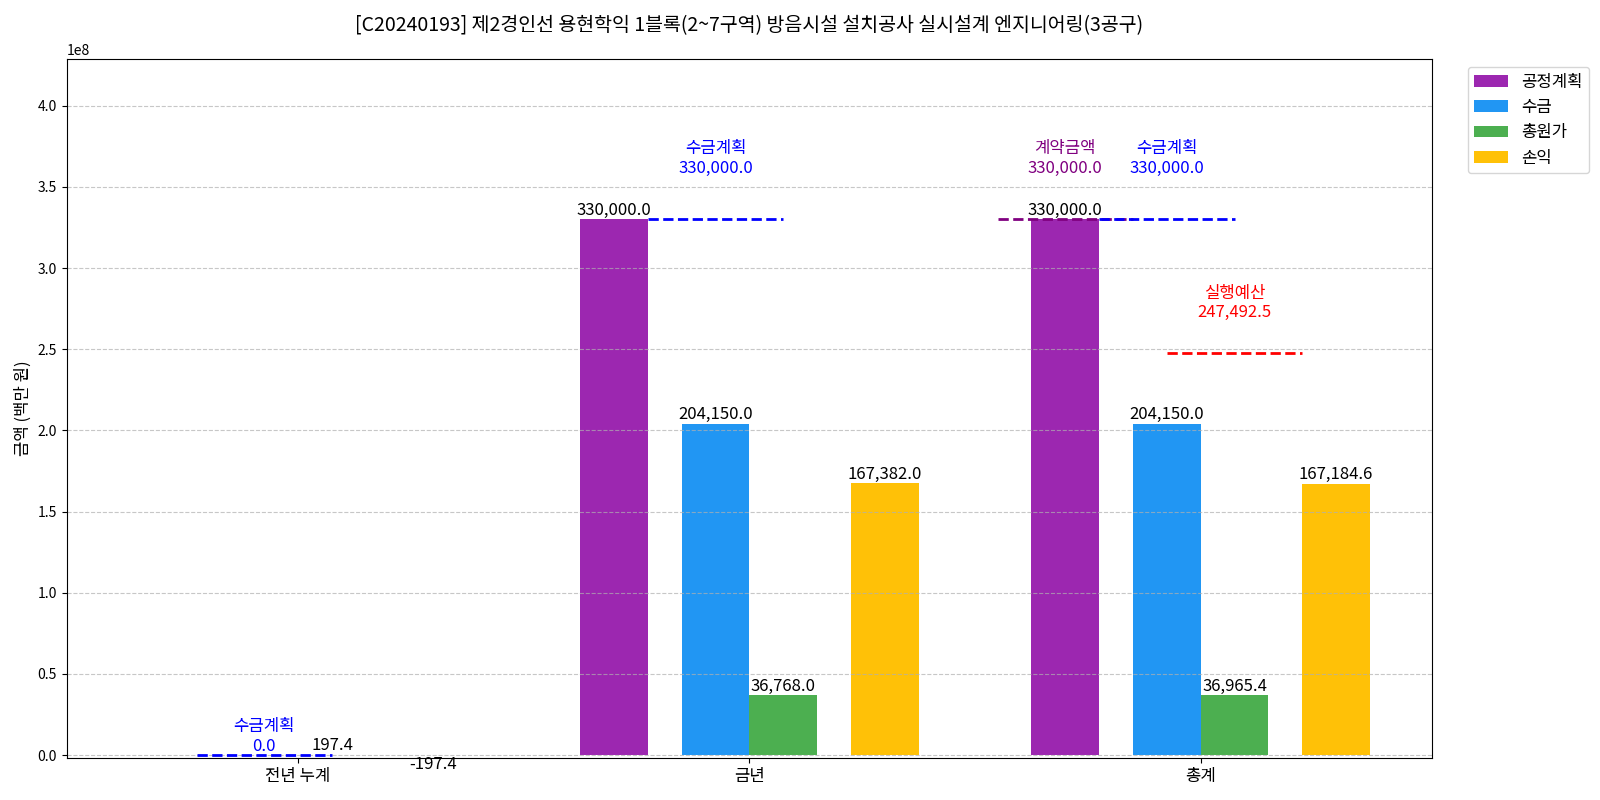 [C20240193] 제2경인선 용현학익 1블록(2~7구역) 방음시설 설치공사 실시설계 엔지니어링(3공구)
1e8
금액 (백만 원)
4.0
3.5
3.0
2.5
2.0
1.5
1.0
0.5
0.0
수금계획
0.0
197.4
-197.4
수금계획
330,000.0
330,000.0
204,150.0
36,768.0
167,382.0
계약금액
330,000.0
수금계획
330,000.0
330,000.0
실행예산
247,492.5
204,150.0
36,965.4
167,184.6
전년 누계
금년
총계
공정계획
수금
총원가
손익